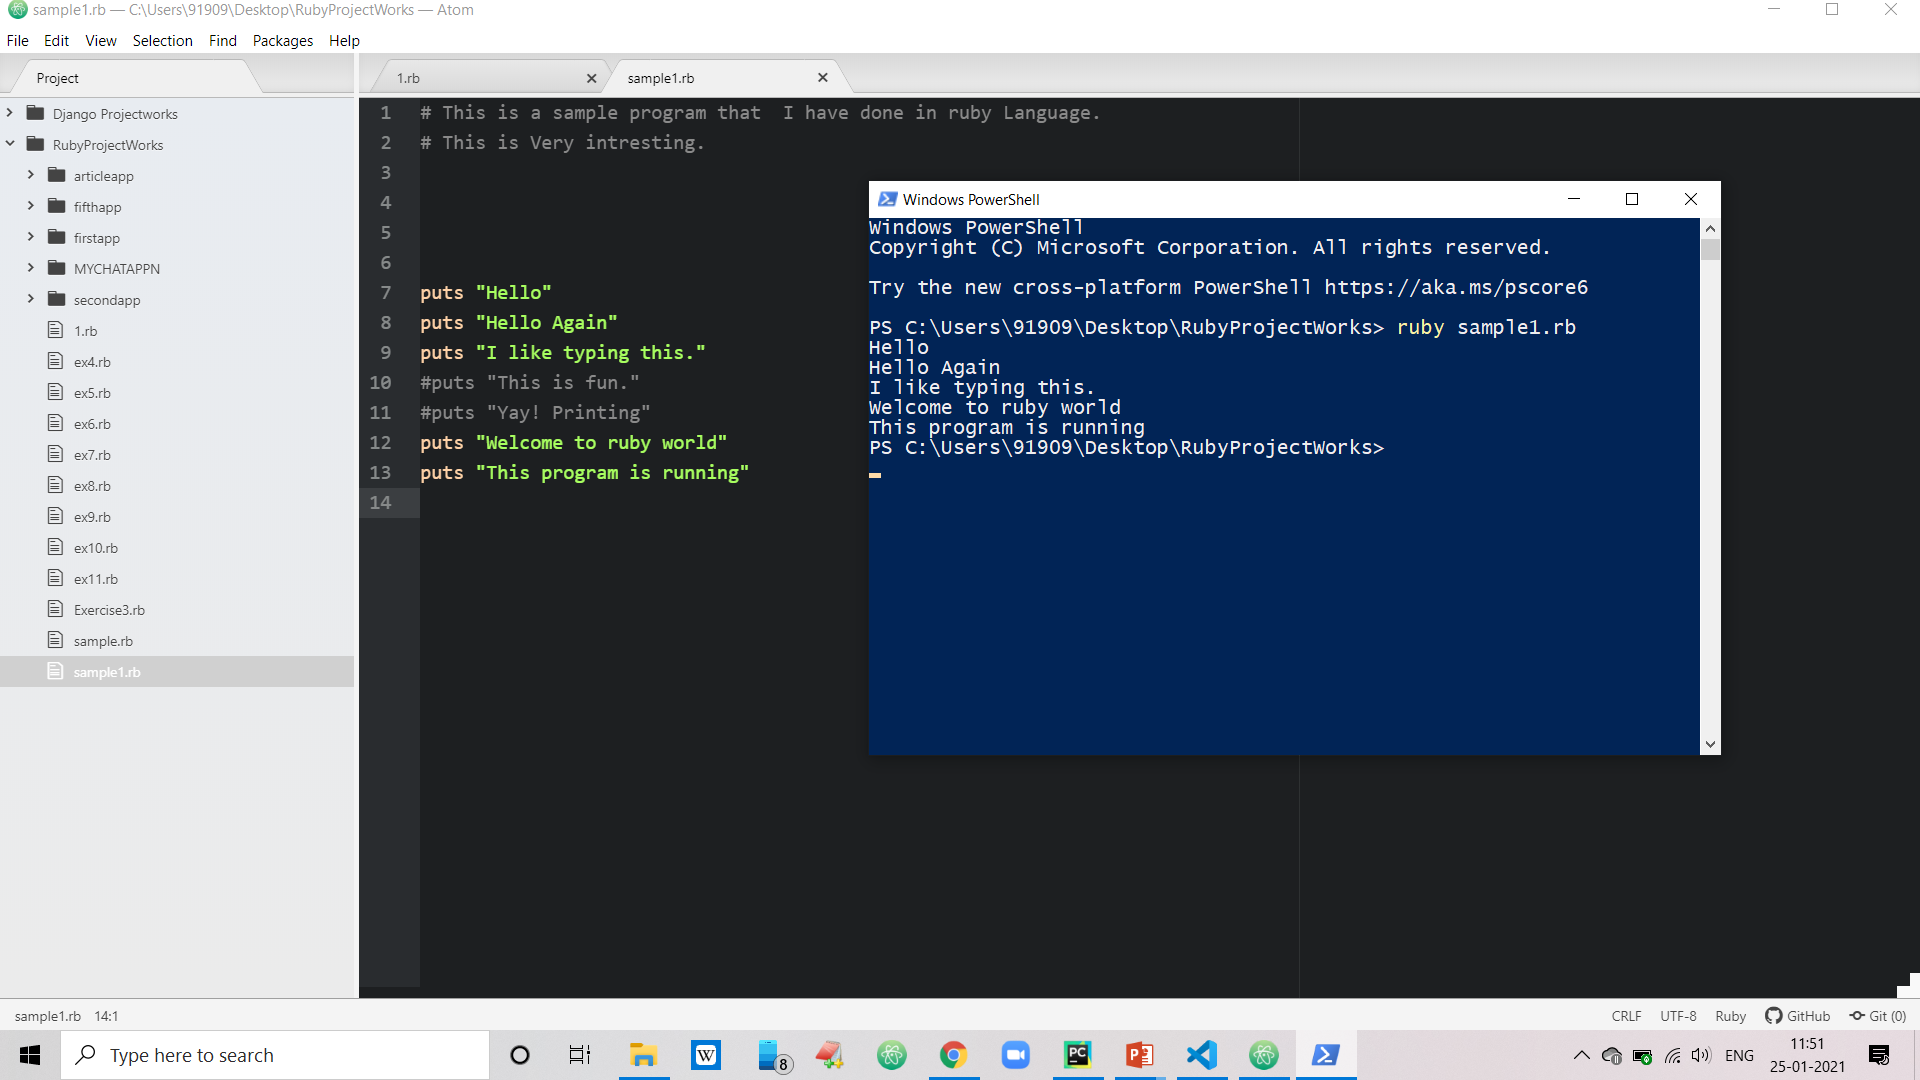 sample1.rb — C:\Users\91909\Desktop\RubyProjectWorks — Atom
File Edit View Selection Find Packages Help
Project
1.rb
sample1.rb
Django Projectworks
RubyProjectWorks
articleapp
fifthapp
firstapp
MYCHATAPPN
secondapp
1.rb
ex4.rb
ex5.rb
ex6.rb
ex7.rb
ex8.rb
ex9.rb
ex10.rb
ex11.rb
Exercise3.rb
sample.rb
sample1.rb
1 # This is a sample program that  I have done in ruby Language.
2 # This is Very intresting.
3
4
5
6
7 puts "Hello"
8 puts "Hello Again"
9 puts "I like typing this."
10 #puts "This is fun."
11 #puts "Yay! Printing"
12 puts "Welcome to ruby world"
13 puts "This program is running"
14
Windows PowerShell
Windows PowerShell
Copyright (C) Microsoft Corporation. All rights reserved.
Try the new cross-platform PowerShell https://aka.ms/pscore6
PS C:\Users\91909\Desktop\RubyProjectWorks> ruby sample1.rb
Hello
Hello Again
I like typing this.
Welcome to ruby world
This program is running
PS C:\Users\91909\Desktop\RubyProjectWorks>
sample1.rb 14:1
CRLF UTF-8 Ruby GitHub Git (0)
Type here to search
W
8
PC
P
ENG
11:51
25-01-2021